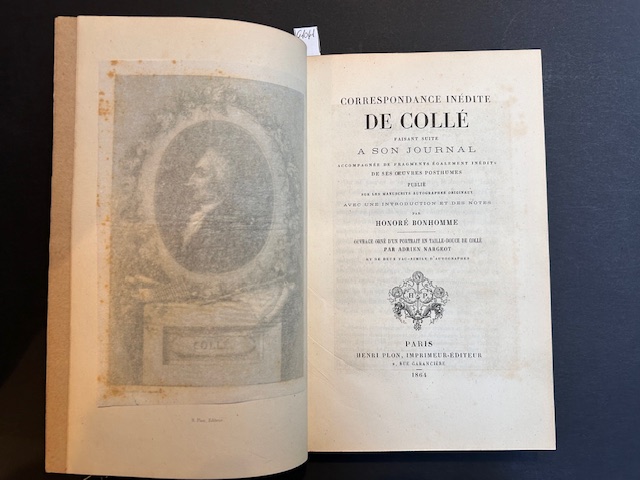 COLLÉ
CORRESPONDANCE INÉDITE
DE COLLÉ
FAISANT SUITE
A SON JOURNAL
ACCOMPAGNÉE DE FRAGMENTS ÉGALEMENT INÉDITS
DE SES ŒUVRES POSTHUMES
PUBLIÉ
SUR LES MANUSCRITS AUTOGRAPHES ORIGINAUX
AVEC UNE INTRODUCTION ET DES NOTES
PAR
HONORÉ BONHOMME
OUVRAGE ORNÉ D'UN PORTRAIT EN TAILLE-DOUCE DE COLLÉ
PAR ADRIEN NARGEOT
ET DE DEUX FAC-SIMILE D'AUTOGRAPHES
H P
PARIS
HENRI PLON, IMPRIMEUR-ÉDITEUR
8, RUE GARANCIÈRE
1864